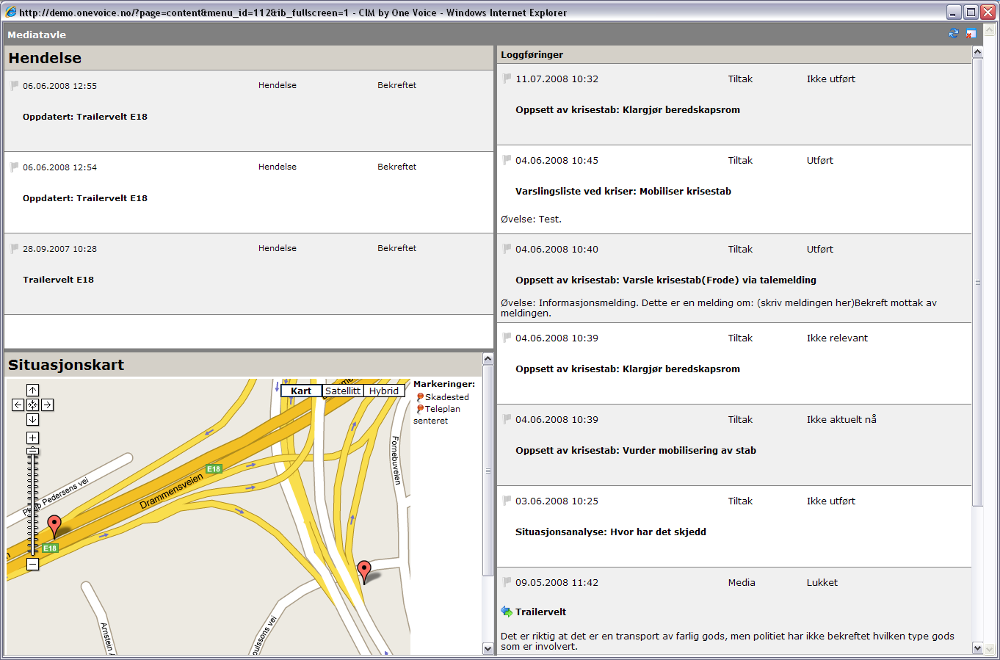 http://demo.onevoice.no/?page=content&menu_id=112&ib_fullscreen=1 - CIM by One Voice - Windows Internet Explorer
Mediatavle
Hendelse
06.06.2008 12:55 Hendelse Bekreftet
Oppdatert: Trailervelt E18
06.06.2008 12:54 Hendelse Bekreftet
Oppdatert: Trailervelt E18
28.09.2007 10:28 Hendelse Bekreftet
Trailervelt E18
Situasjonskart
Kart Satellitt Hybrid
Markeringer:
Skadested
Teleplan
senteret
Fornebuveien
E18
Drammensveien
Pedersens vei
E18
Arnstein
oulssons vei
Loggføringer
11.07.2008 10:32 Tiltak Ikke utført
Oppsett av krisestab: Klargjør beredskapsrom
04.06.2008 10:45 Tiltak Utført
Varslingsliste ved kriser: Mobiliser krisestab
Øvelse: Test.
04.06.2008 10:40 Tiltak Utført
Oppsett av krisestab: Varsle krisestab(Frode) via talemelding
Øvelse: Informasjonsmelding. Dette er en melding om: (skriv meldingen her)Bekreft mottak av
meldingen.
04.06.2008 10:39 Tiltak Ikke relevant
Oppsett av krisestab: Klargjør beredskapsrom
04.06.2008 10:39 Tiltak Ikke aktuelt nå
Oppsett av krisestab: Vurder mobilisering av stab
03.06.2008 10:25 Tiltak Ikke utført
Situasjonsanalyse: Hvor har det skjedd
09.05.2008 11:42 Media Lukket
Trailervelt
Det er riktig at det er en transport av farlig gods, men politiet har ikke bekreftet hvilken type gods
som er involvert.